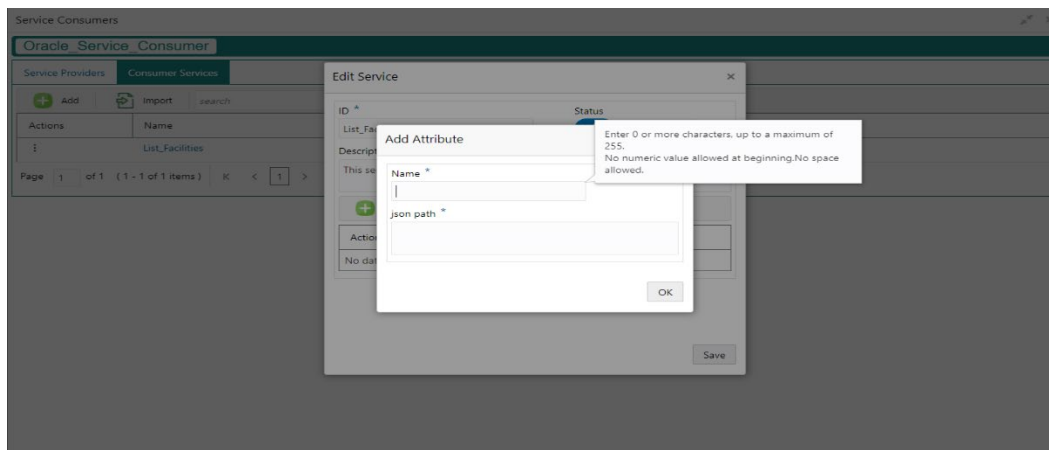 Service Consumers
Oracle_Service_Consumer
Service Providers Consumer Services
Add Import search
Actions Name
List_Facilities
Page 1 of 1 (1 - 1 of 1 items) K < 1 >
Edit Service ×
ID * Status
List_Fa
Descript
This se
Action
No dat
Add Attribute
Enter 0 or more characters, up to a maximum of
255.
No numeric value allowed at beginning.No space
allowed.
Name *
json path *
OK
Save